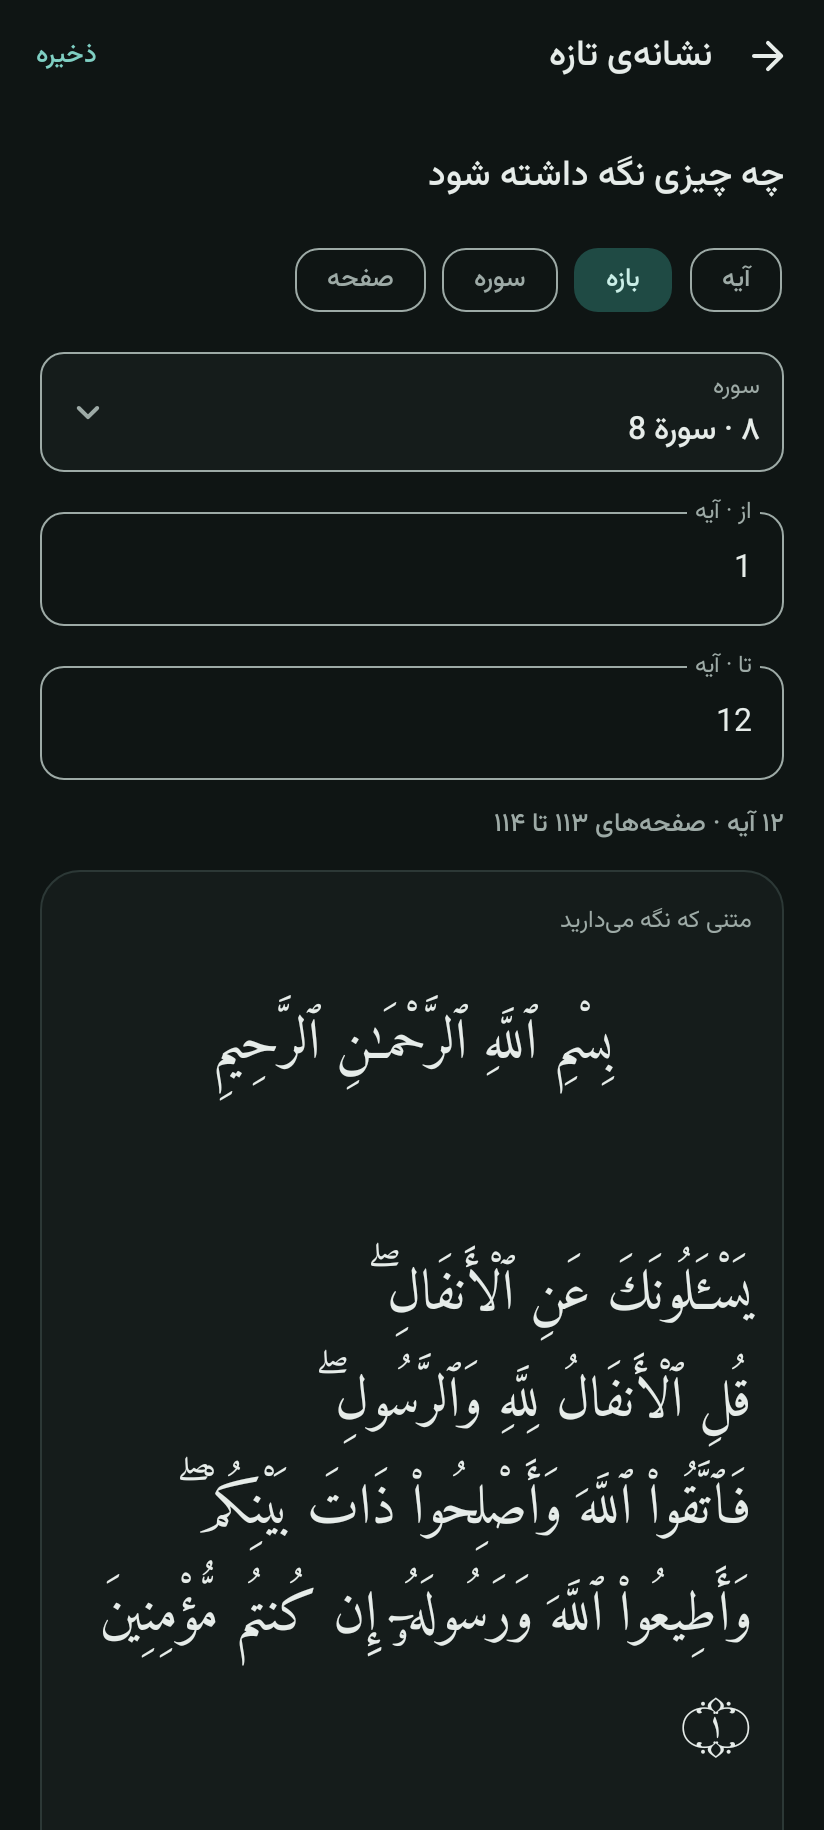 نشانه‌ی تازه
ذخیره
چه چیزی نگه داشته شود
آیه
بازه
سوره
صفحه
سوره
۸ · سورة 8
از · آیه
1
تا · آیه
12
۱۲ آیه · صفحه‌های ۱۱۳ تا ۱۱۴
متنی که نگه می‌دارید
بِسْمِ ٱللَّهِ ٱلرَّحْمَـٰنِ ٱلرَّحِيمِ
يَسْـَٔلُونَكَ عَنِ ٱلْأَنفَالِ ۖ
قُلِ ٱلْأَنفَالُ لِلَّهِ وَٱلرَّسُولِ ۖ
فَٱتَّقُوا۟ ٱللَّهَ وَأَصْلِحُوا۟ ذَاتَ بَيْنِكُمْ ۖ
وَأَطِيعُوا۟ ٱللَّهَ وَرَسُولَهُۥٓ إِن كُنتُم مُّؤْمِنِينَ
۝١